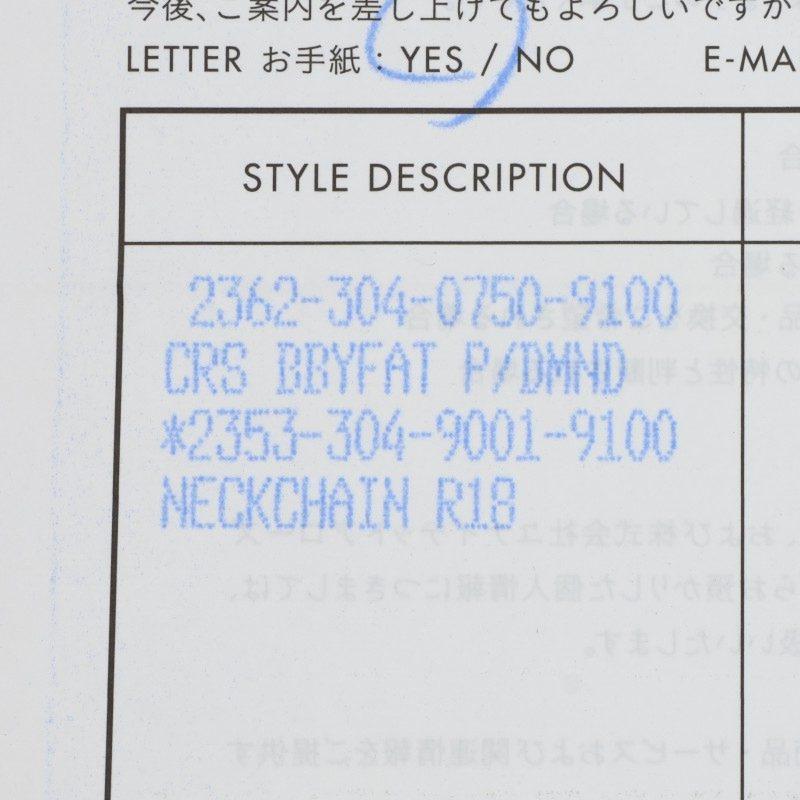 今後、ご案内を差し上げてもよろしいですか
LETTER お手紙 : YES / NO E-MA
STYLE DESCRIPTION
2362-304-0750-9100
CRS BBYFAT P/DMND
*2353-304-9001-9100
NECKCHAIN R18